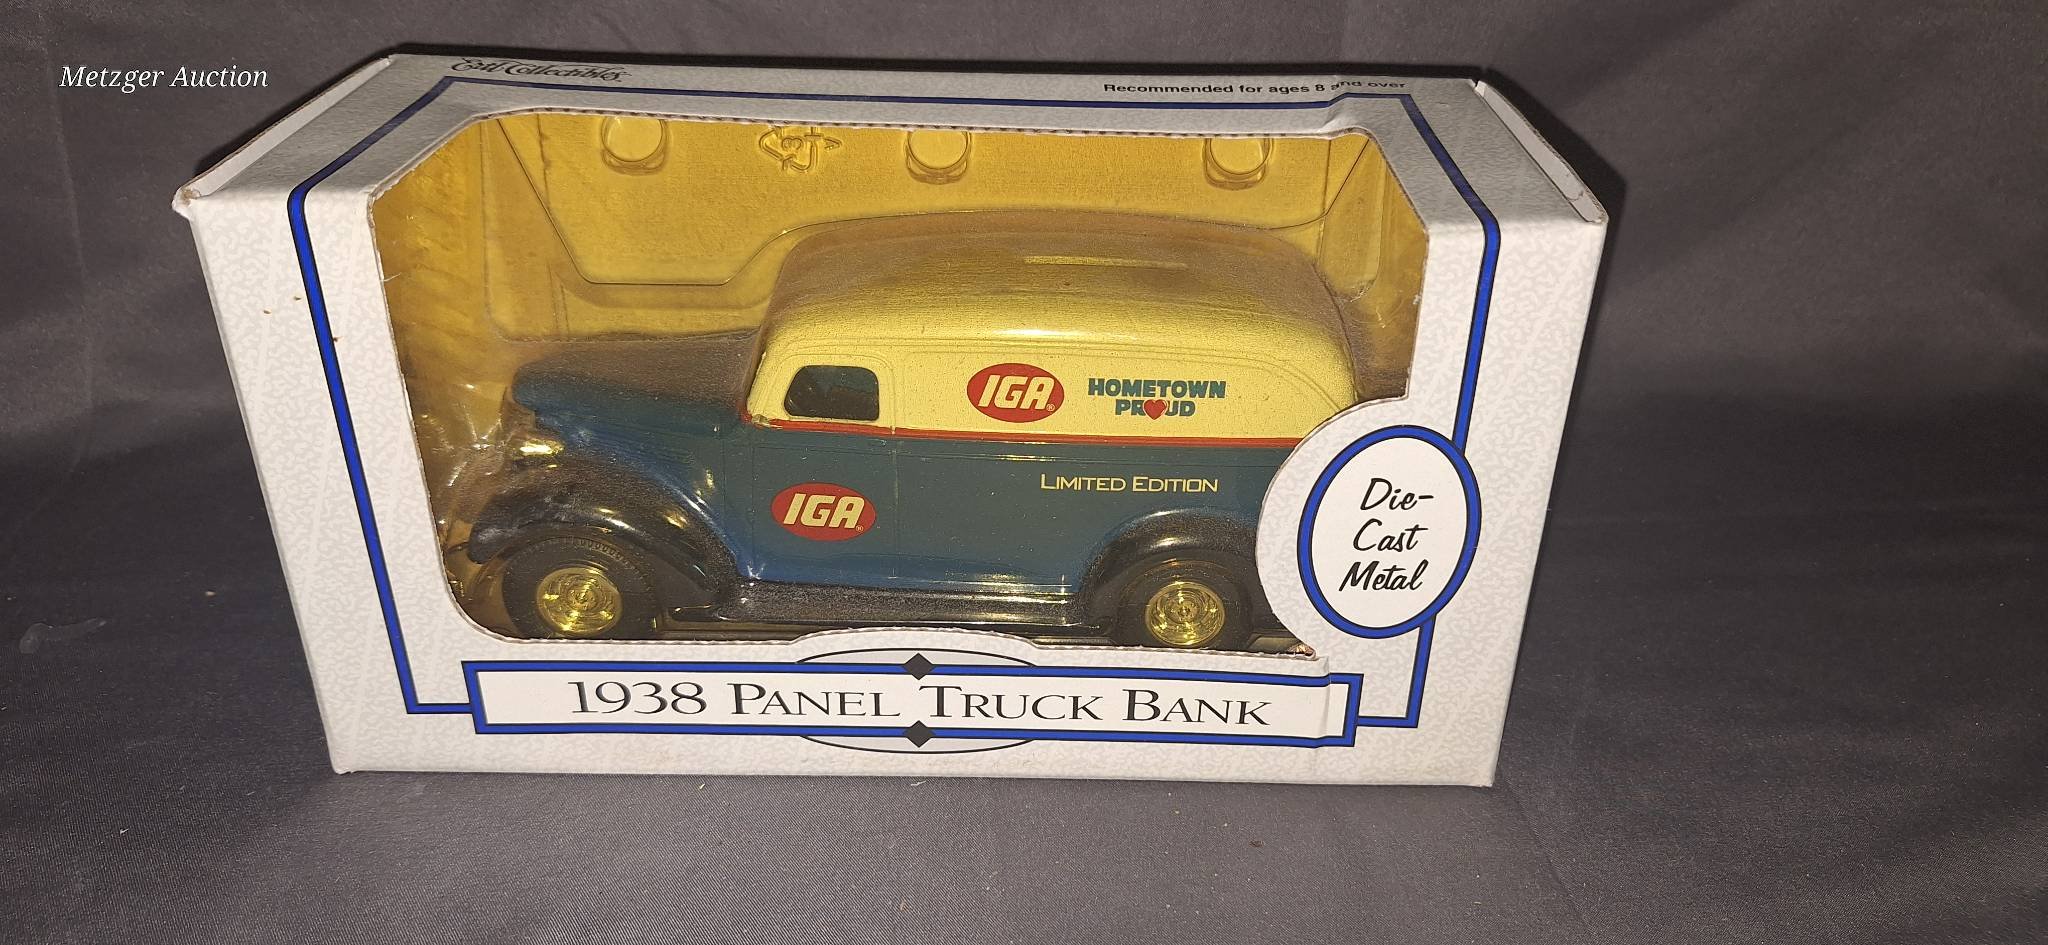 Metzger Auction
Ertl Collectibles
Recommended for ages 8 and over
IGA®
HOMETOWN
PROUD
LIMITED EDITION
IGA®
Die-
Cast
Metal
1938 PANEL TRUCK BANK